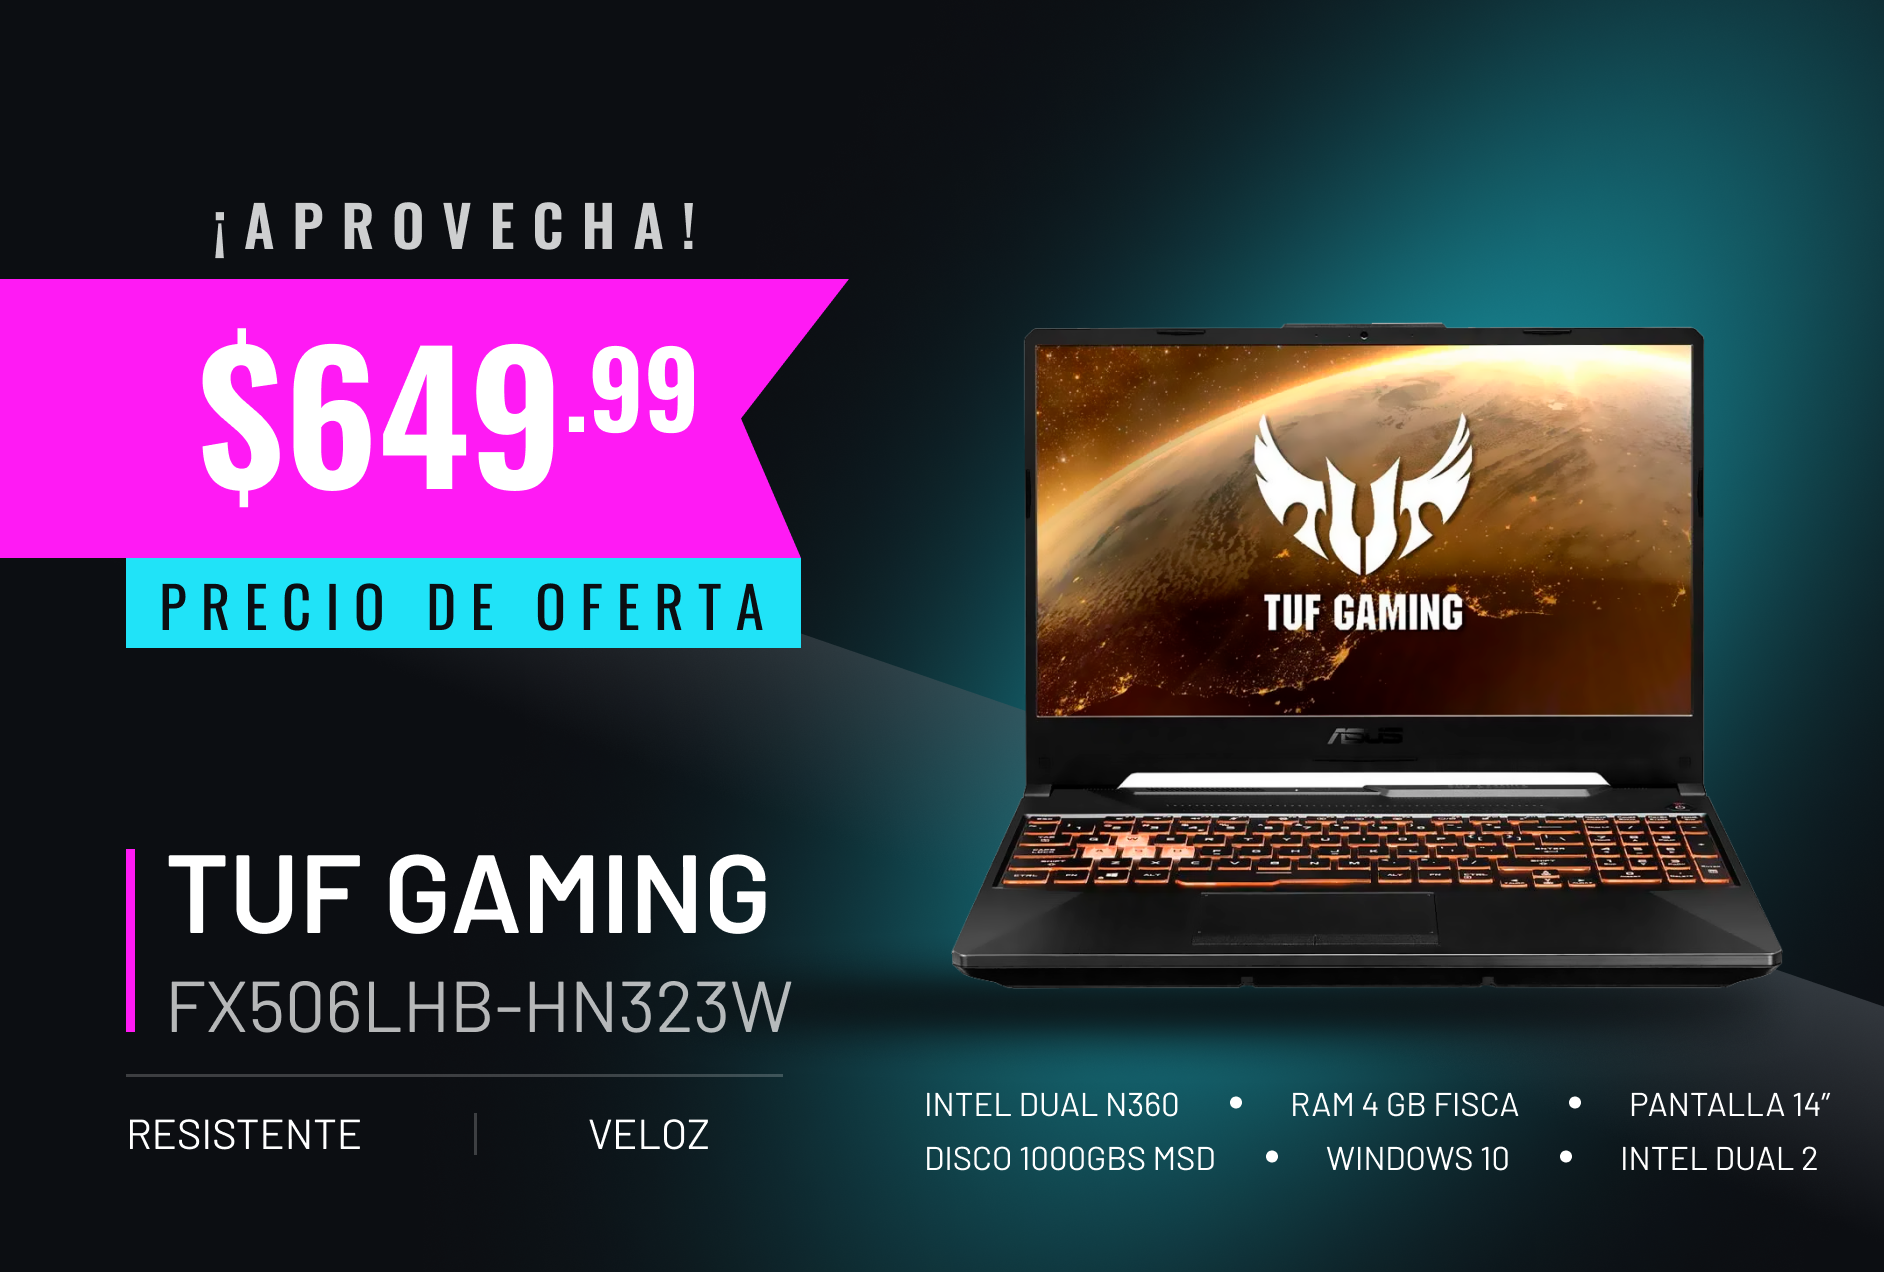 ¡APROVECHA!
$649.99
PRECIO DE OFERTA
TUF GAMING
ASUS
TUF GAMING
FX506LHB-HN323W
RESISTENTE
VELOZ
INTEL DUAL N360 • RAM 4 GB FISCA • PANTALLA 14”
DISCO 1000GBS MSD • WINDOWS 10 • INTEL DUAL 2